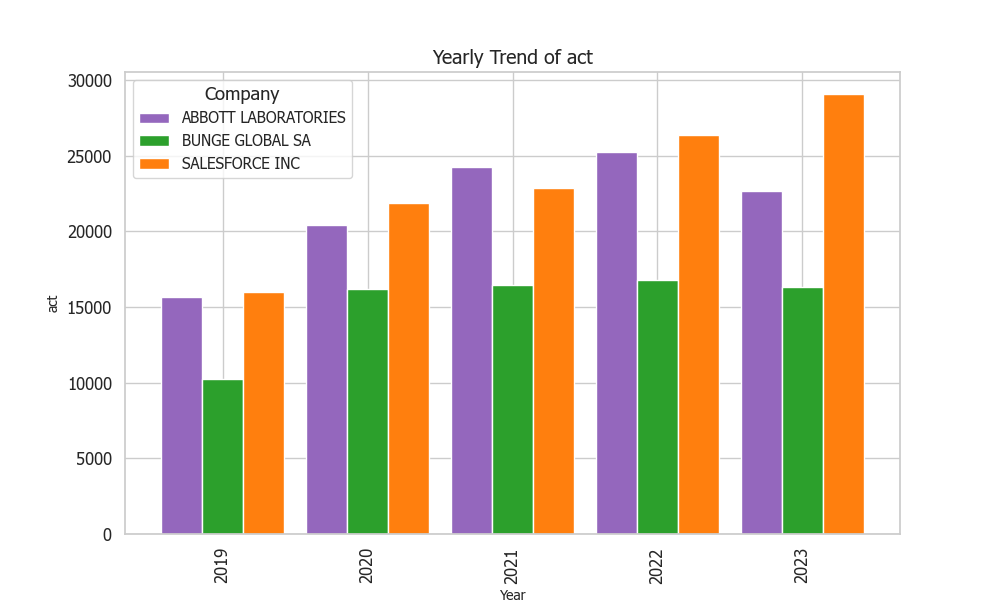 Yearly Trend of act
30000
25000
20000
15000
10000
5000
0
act
Company
ABBOTT LABORATORIES
BUNGE GLOBAL SA
SALESFORCE INC
2019
2020
2021
2022
2023
Year